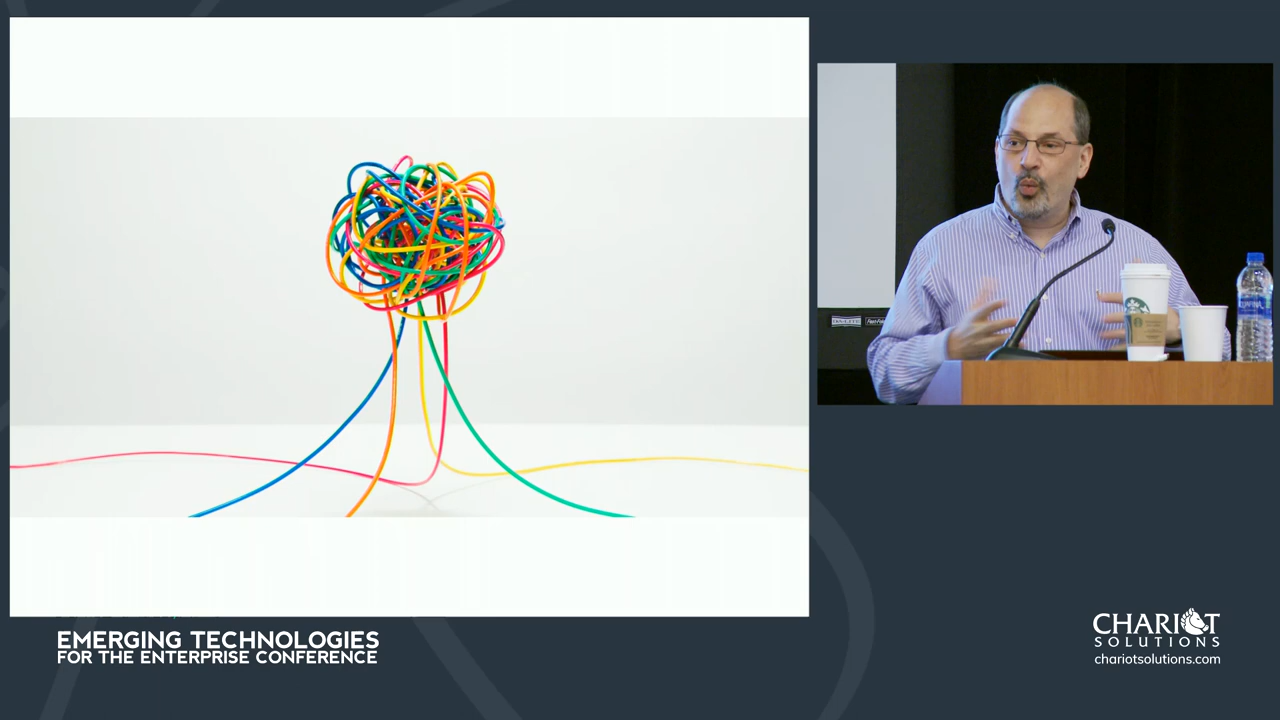 EMERGING TECHNOLOGIES
FOR THE ENTERPRISE CONFERENCE
CHARIOT
SOLUTIONS
chariotsolutions.com